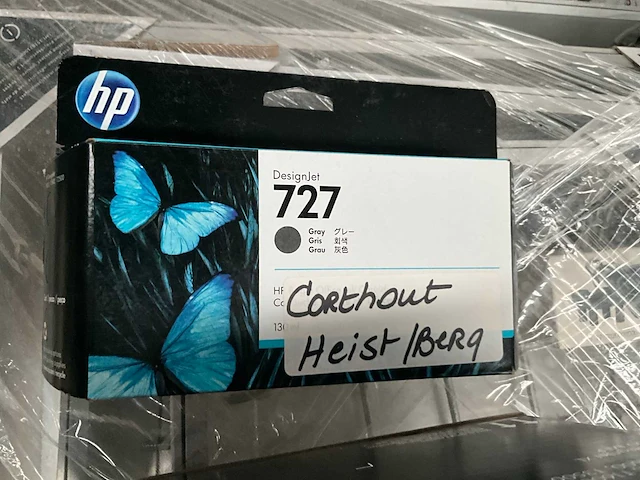 hp
DesignJet
727
Gray グレー
Gris 회색
Grau 灰色
Corthout
Heist/Berg